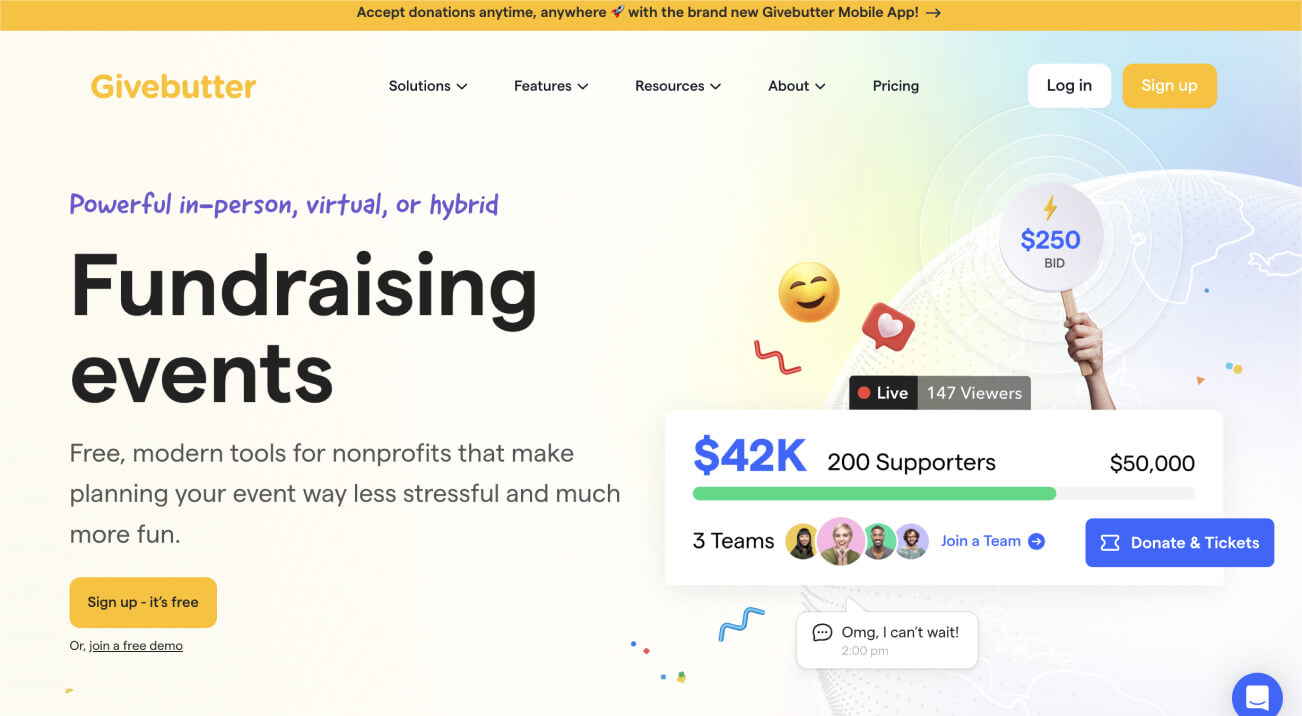 Accept donations anytime, anywhere 🚀 with the brand new Givebutter Mobile App! →
Givebutter
Solutions
Features
Resources
About
Pricing
Log in
Sign up
Powerful in-person, virtual, or hybrid
Fundraising
events
Free, modern tools for nonprofits that make
planning your event way less stressful and much
more fun.
Sign up - it's free
Or, join a free demo
$250
BID
Live 147 Viewers
$42K 200 Supporters $50,000
3 Teams Join a Team
Donate & Tickets
Omg, I can't wait!
2:00 pm